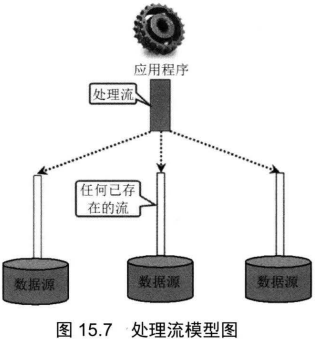 应用程序
处理流
任何已存
在的流
数据源
数据源
数据源
图 15.7 处理流模型图